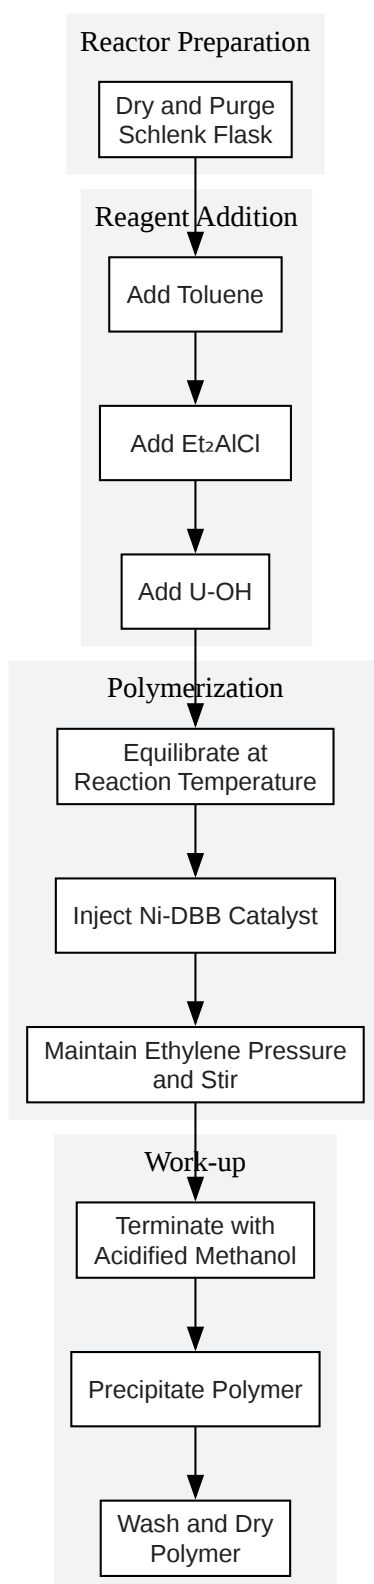 Reactor Preparation
Dry and Purge
Schlenk Flask
Reagent Addition
Add Toluene
Add Et₂AlCl
Add U-OH
Polymerization
Equilibrate at
Reaction Temperature
Inject Ni-DBB Catalyst
Maintain Ethylene Pressure
and Stir
Work-up
Terminate with
Acidified Methanol
Precipitate Polymer
Wash and Dry
Polymer